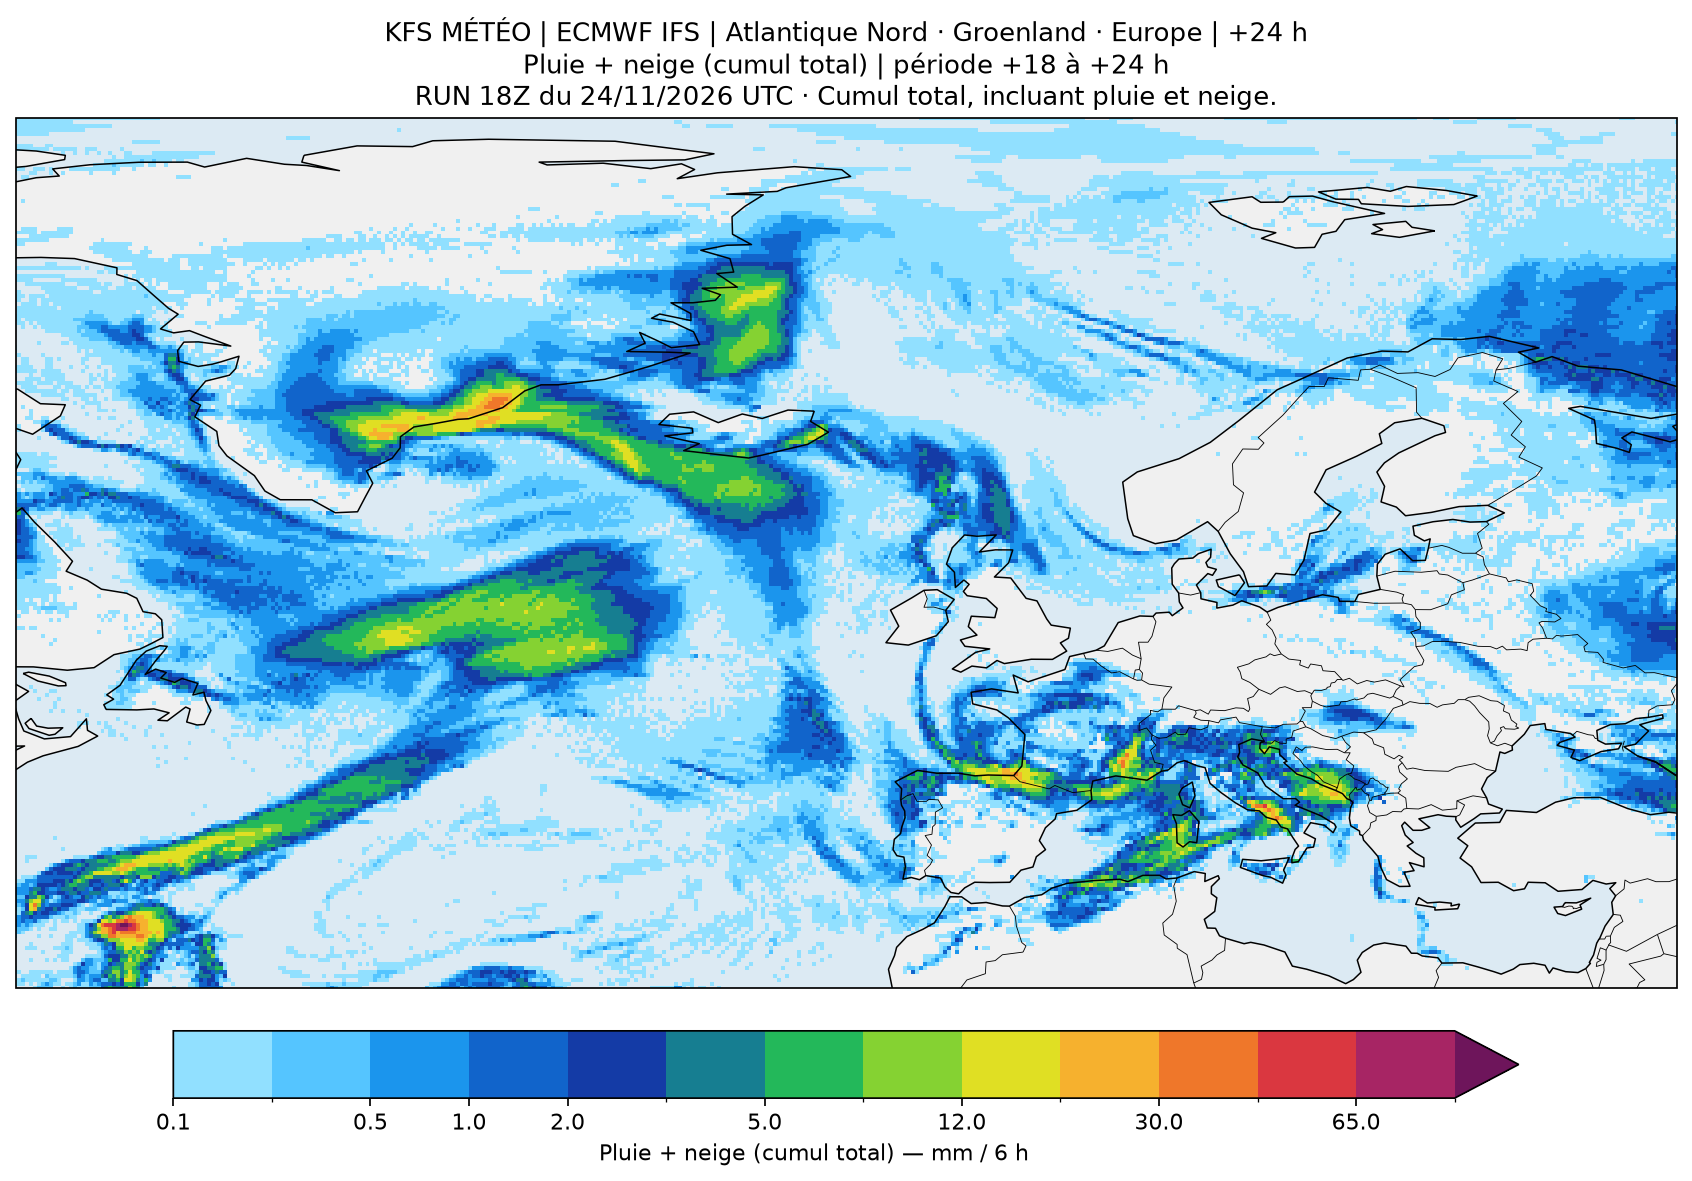 KFS MÉTÉO | ECMWF IFS | Atlantique Nord · Groenland · Europe | +24 h
Pluie + neige (cumul total) | période +18 à +24 h
RUN 18Z du 24/11/2026 UTC · Cumul total, incluant pluie et neige.
0.1 0.5 1.0 2.0 5.0 12.0 30.0 65.0
Pluie + neige (cumul total) — mm / 6 h